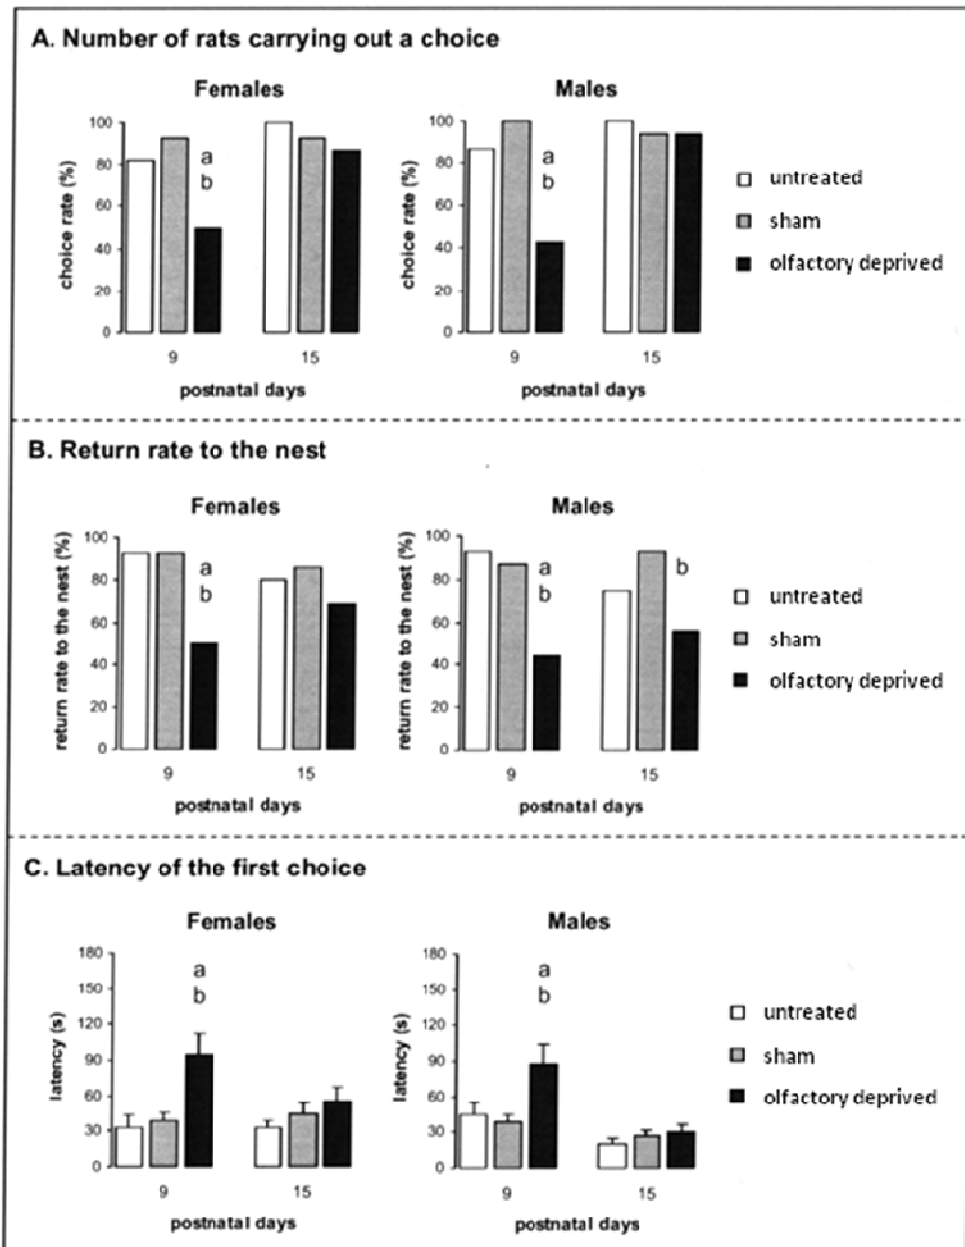 A. Number of rats carrying out a choice
Females
Males
choice rate (%)
100
80
60
40
20
0
a
b
9
15
postnatal days
choice rate (%)
100
80
60
40
20
0
a
b
9
15
postnatal days
untreated
sham
olfactory deprived
B. Return rate to the nest
Females
Males
return rate to the nest (%)
100
80
60
40
20
0
a
b
9
15
postnatal days
return rate to the nest (%)
100
80
60
40
20
0
a
b
b
9
15
postnatal days
untreated
sham
olfactory deprived
C. Latency of the first choice
Females
Males
latency (s)
180
150
120
90
60
30
0
a
b
9
15
postnatal days
latency (s)
180
150
120
90
60
30
0
a
b
9
15
postnatal days
untreated
sham
olfactory deprived